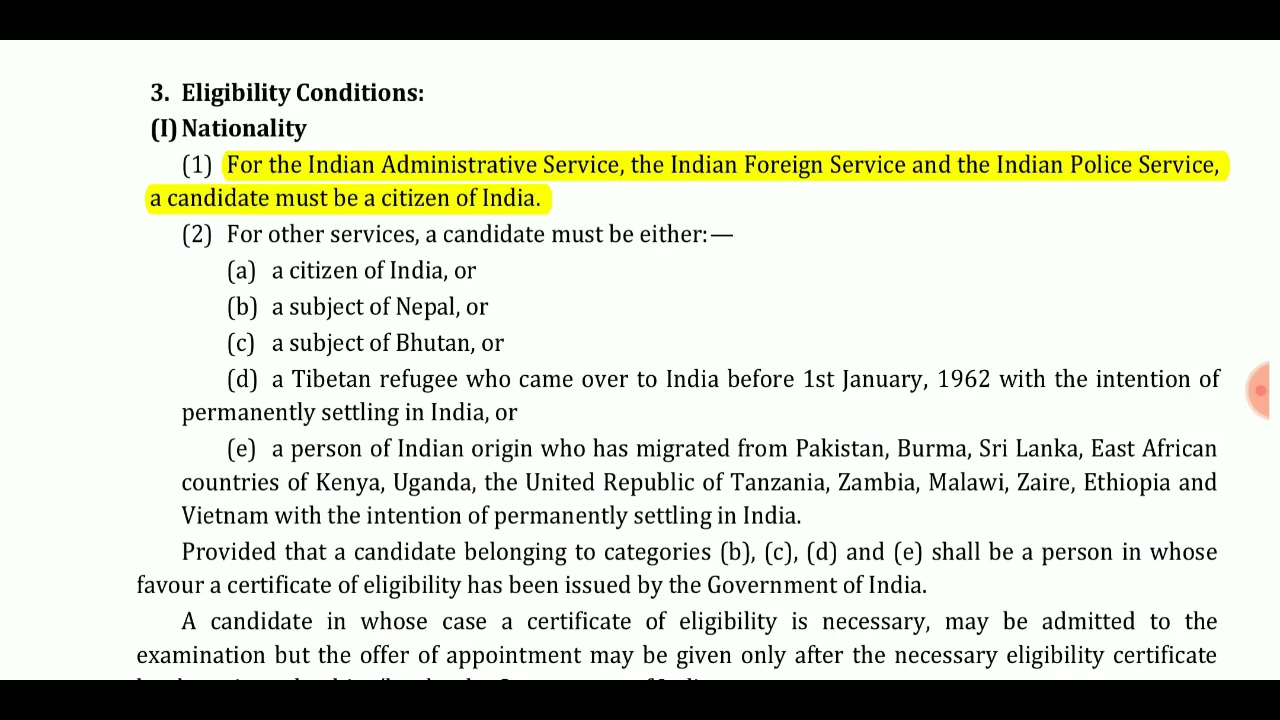 3. Eligibility Conditions:
(I) Nationality
(1) For the Indian Administrative Service, the Indian Foreign Service and the Indian Police Service,
a candidate must be a citizen of India.
(2) For other services, a candidate must be either:—
(a) a citizen of India, or
(b) a subject of Nepal, or
(c) a subject of Bhutan, or
(d) a Tibetan refugee who came over to India before 1st January, 1962 with the intention of
permanently settling in India, or
(e) a person of Indian origin who has migrated from Pakistan, Burma, Sri Lanka, East African
countries of Kenya, Uganda, the United Republic of Tanzania, Zambia, Malawi, Zaire, Ethiopia and
Vietnam with the intention of permanently settling in India.
Provided that a candidate belonging to categories (b), (c), (d) and (e) shall be a person in whose
favour a certificate of eligibility has been issued by the Government of India.
A candidate in whose case a certificate of eligibility is necessary, may be admitted to the
examination but the offer of appointment may be given only after the necessary eligibility certificate